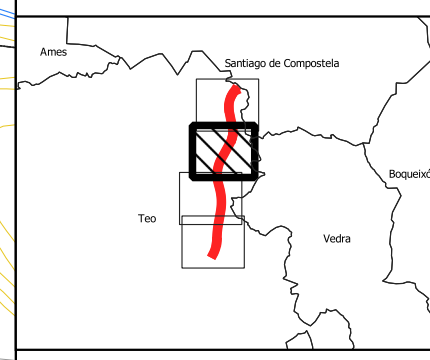 Ames
Santiago de Compostela
Boqueixó
Teo
Vedra